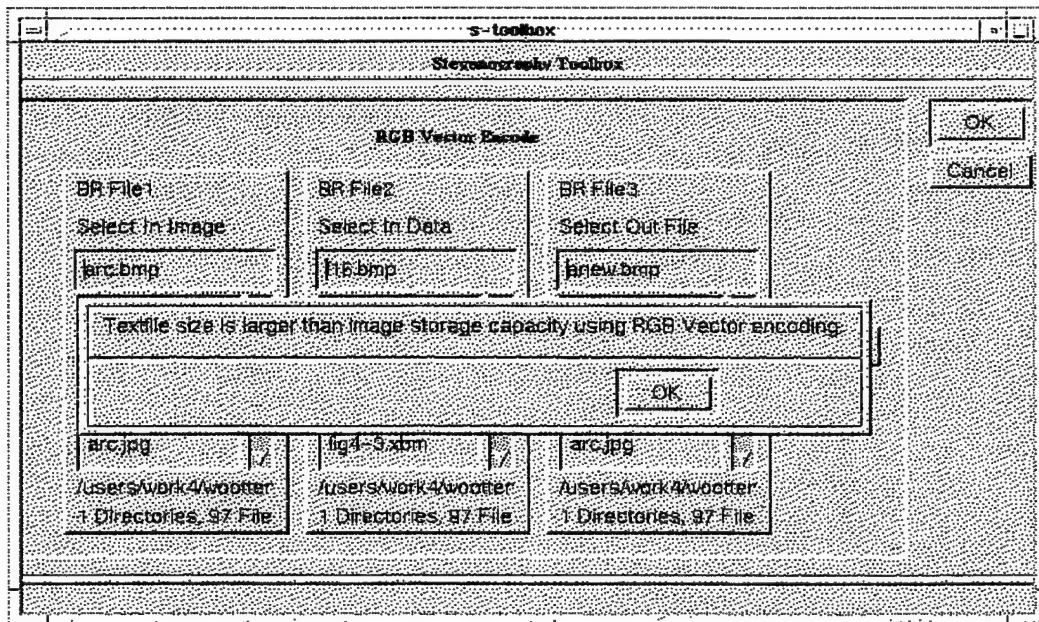 s-toolbox
Steganography Toolbox
RGB Vector Encode
OK
Cancel
BR File1
BR File2
BR File3
Select In Image
Select In Data
Select Out File
arc.bmp
f16.bmp
anew.bmp
Textfile size is larger than image storage capacity using RGB Vector encoding.
OK
arc.jpg
fig4-3.xbm
arc.jpg
/users/work4/wootter
/users/work4/wootter
/users/work4/wootter
1 Directories, 97 File
1 Directories, 97 File
1 Directories, 97 File